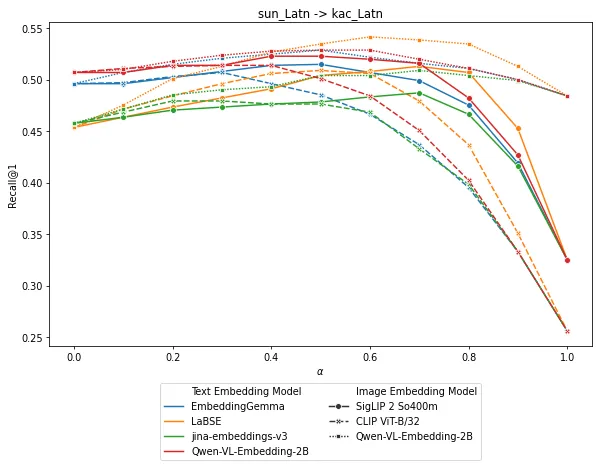 sun_Latn -> kac_Latn
Recall@1
0.55
0.50
0.45
0.40
0.35
0.30
0.25
0.0 0.2 0.4 0.6 0.8 1.0
α
Text Embedding Model
EmbeddingGemma
LaBSE
jina-embeddings-v3
Qwen-VL-Embedding-2B
Image Embedding Model
SigLIP 2 So400m
CLIP ViT-B/32
Qwen-VL-Embedding-2B